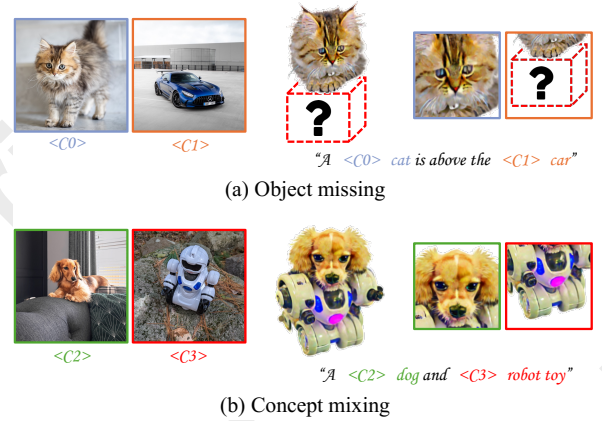 <C0> <C1>
?
?
"A <C0> cat is above the <C1> car"
(a) Object missing
<C2> <C3>
"A <C2> dog and <C3> robot toy"
(b) Concept mixing